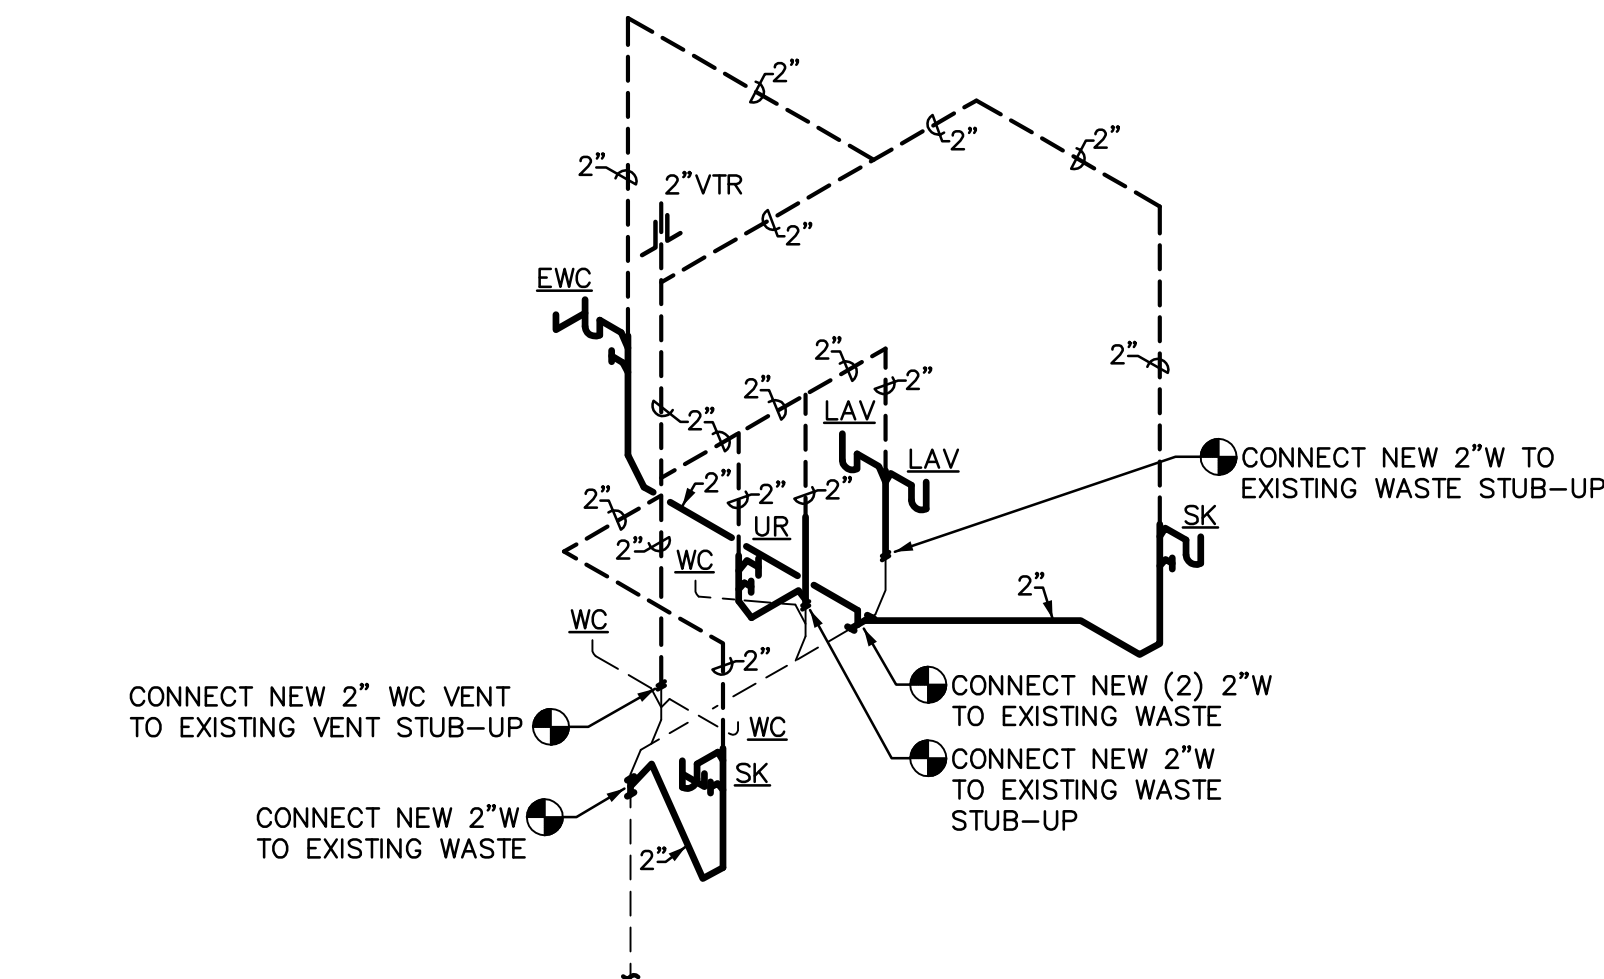 2"
2"
2"
2"
2"VTR
2"
EWC
2"
2"
2"
2"
LAV
2"
LAV
CONNECT NEW 2"W TO
EXISTING WASTE STUB-UP
2"
2"
2"
2"
SK
UR
2"
WC
2"
WC
2"
CONNECT NEW 2" WC VENT
TO EXISTING VENT STUB-UP
CONNECT NEW (2) 2"W
TO EXISTING WASTE
WC
CONNECT NEW 2"W
TO EXISTING WASTE
STUB-UP
SK
CONNECT NEW 2"W
TO EXISTING WASTE
2"